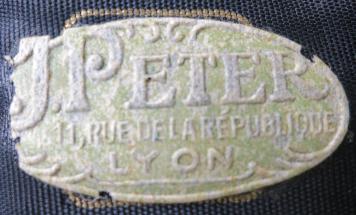 J. PETER
11, RUE DE LA RÉPUBLIQUE
LYON